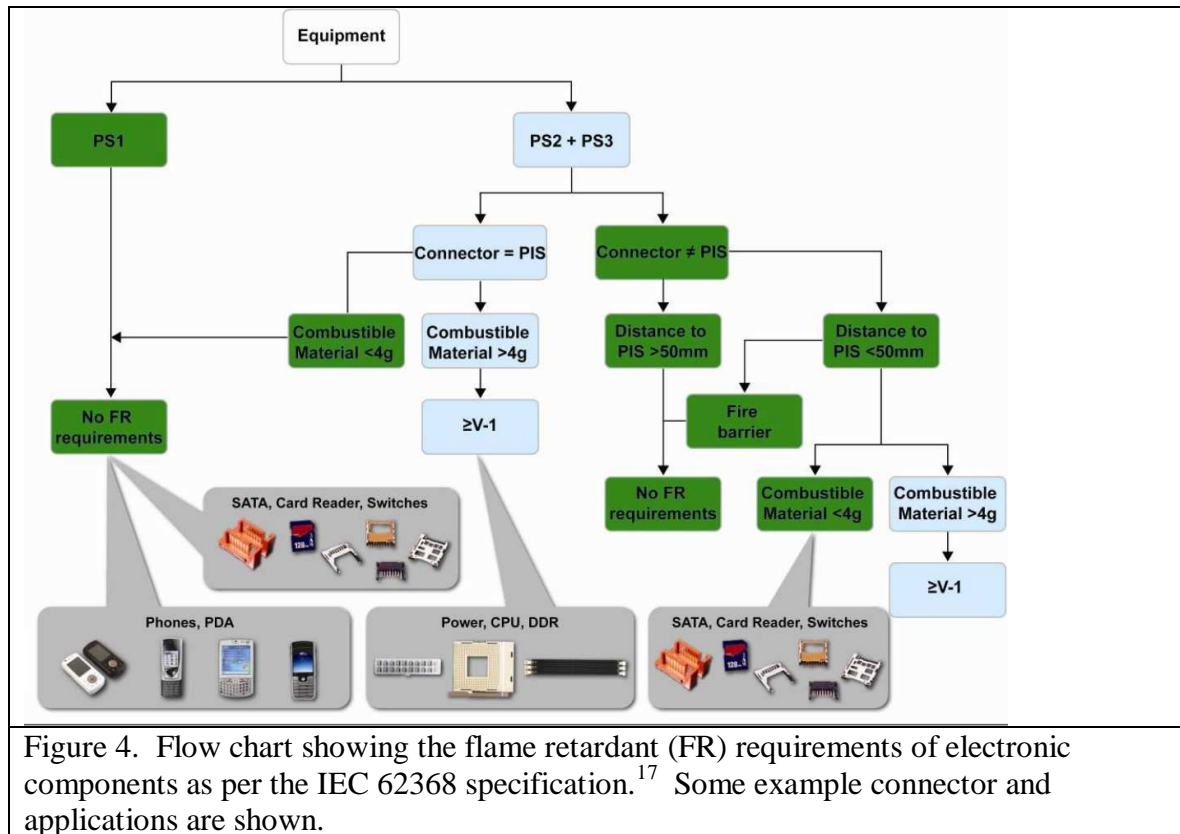 Equipment
PS1
PS2 + PS3
Connector = PIS
Connector ≠ PIS
Combustible
Material <4g
Combustible
Material >4g
Distance to
PIS >50mm
Distance to
PIS <50mm
No FR
requirements
≥V-1
Fire
barrier
No FR
requirements
Combustible
Material <4g
Combustible
Material >4g
≥V-1
SATA, Card Reader, Switches
Phones, PDA
Power, CPU, DDR
SATA, Card Reader, Switches
Figure 4.  Flow chart showing the flame retardant (FR) requirements of electronic
components as per the IEC 62368 specification.17  Some example connector and
applications are shown.